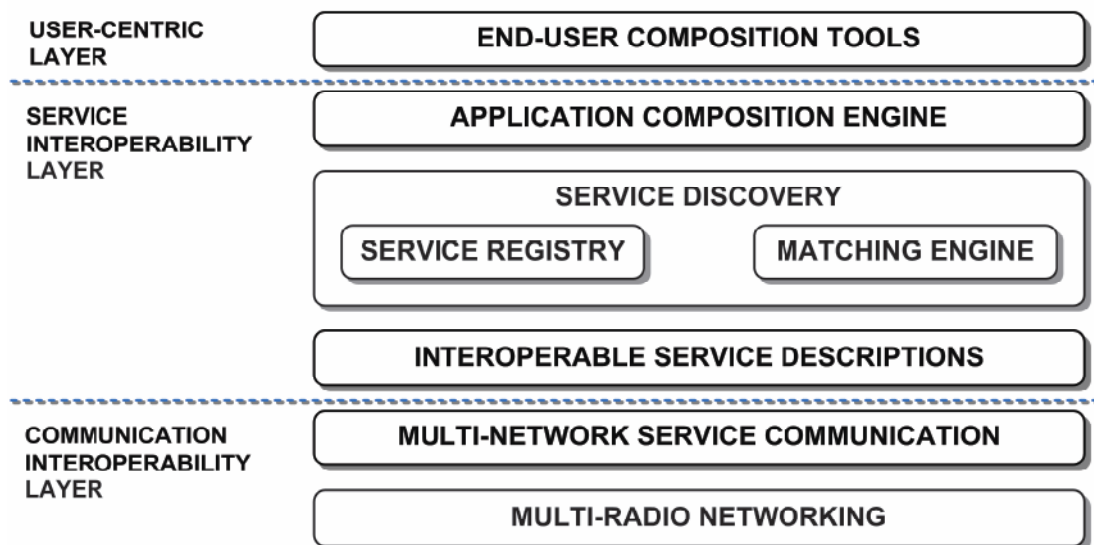 USER-CENTRIC
LAYER
END-USER COMPOSITION TOOLS
SERVICE
INTEROPERABILITY
LAYER
APPLICATION COMPOSITION ENGINE
SERVICE DISCOVERY
SERVICE REGISTRY
MATCHING ENGINE
INTEROPERABLE SERVICE DESCRIPTIONS
COMMUNICATION
INTEROPERABILITY
LAYER
MULTI-NETWORK SERVICE COMMUNICATION
MULTI-RADIO NETWORKING